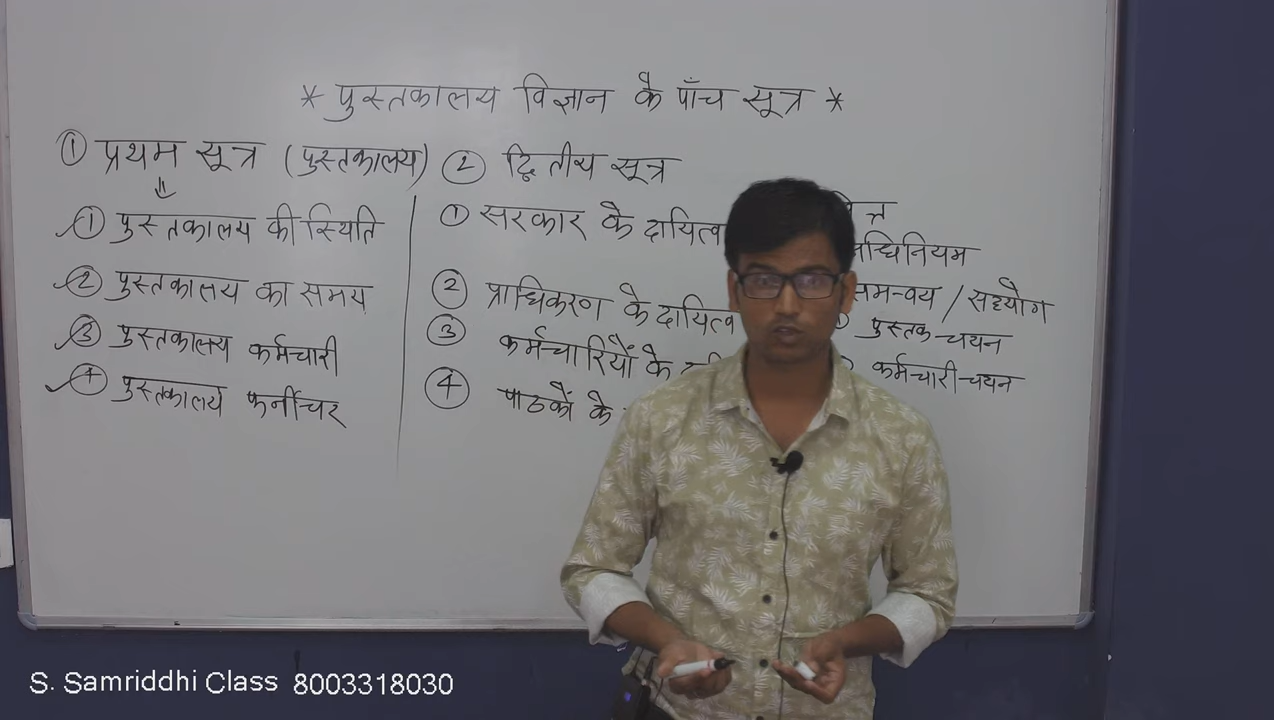 * पुस्तकालय विज्ञान के पाँच सूत्र *
① प्रथम सूत्र (पुस्तकालय)
⇓
① पुस्तकालय की स्थिति
② पुस्तकालय का समय
③ पुस्तकालय कर्मचारी
④ पुस्तकालय फर्नीचर
② द्वितीय सूत्र
① सरकार के दायित्व
② प्राधिकरण के दायित्व
③ कर्मचारियों के
④ पाठकों के
समन्वय / सहयोग
पुस्तक-चयन
कर्मचारी-चयन
S. Samriddhi Class 8003318030